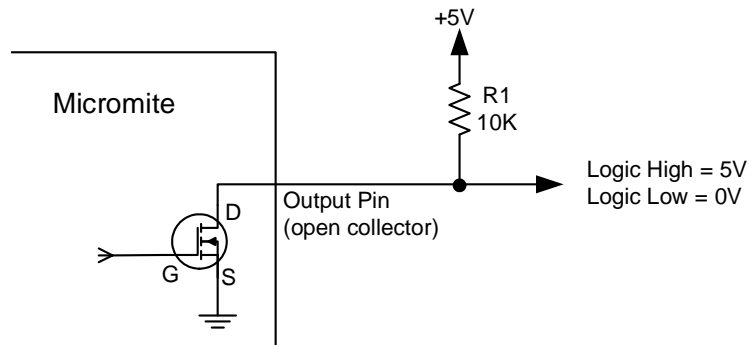 +5V
Micromite
R1
10K
Logic High = 5V
Logic Low = 0V
Output Pin
(open collector)
D
G
S